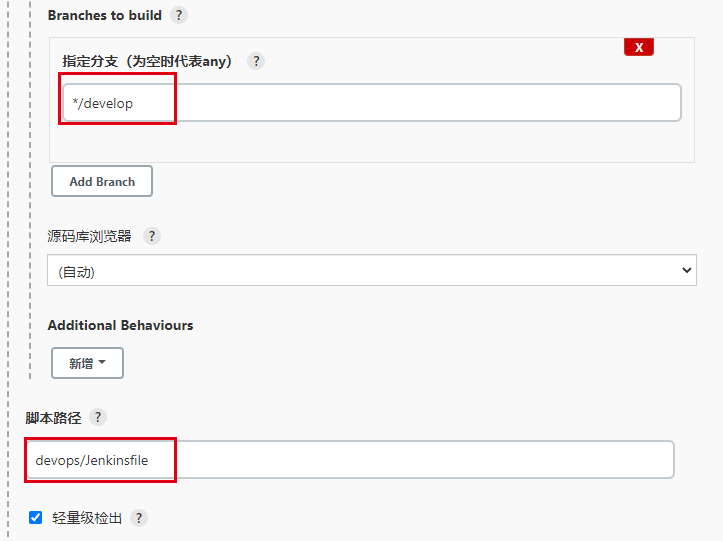 Branches to build ?
X
指定分支（为空时代表any） ?
*/develop
Add Branch
源码库浏览器 ?
(自动)
Additional Behaviours
新增
脚本路径 ?
devops/Jenkinsfile
轻量级检出 ?